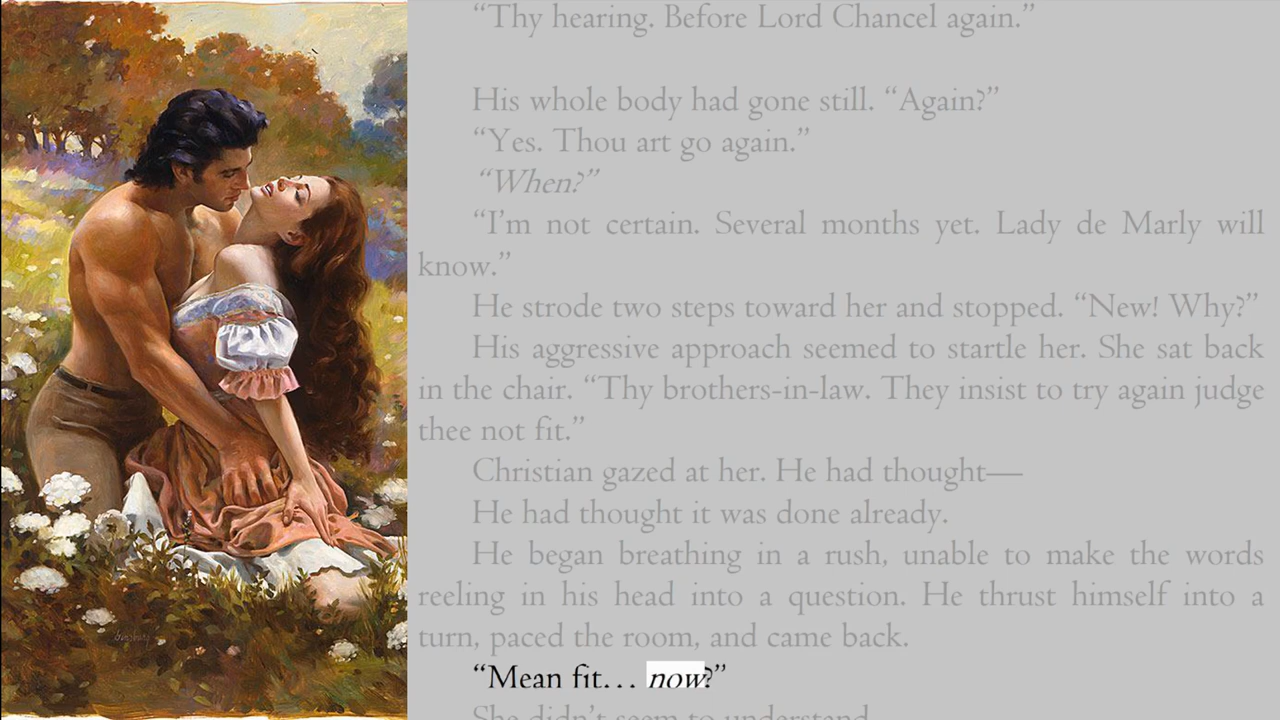 “Thy hearing. Before Lord Chancel again.”
His whole body had gone still. “Again?”
“Yes. Thou art go again.”
“When?”
“I’m not certain. Several months yet. Lady de Marly will
know.”
He strode two steps toward her and stopped. “New! Why?”
His aggressive approach seemed to startle her. She sat back
in the chair. “Thy brothers-in-law. They insist to try again judge
thee not fit.”
Christian gazed at her. He had thought—
He had thought it was done already.
He began breathing in a rush, unable to make the words
reeling in his head into a question. He thrust himself into a
turn, paced the room, and came back.
“Mean fit… now?”
She didn’t seem to understand